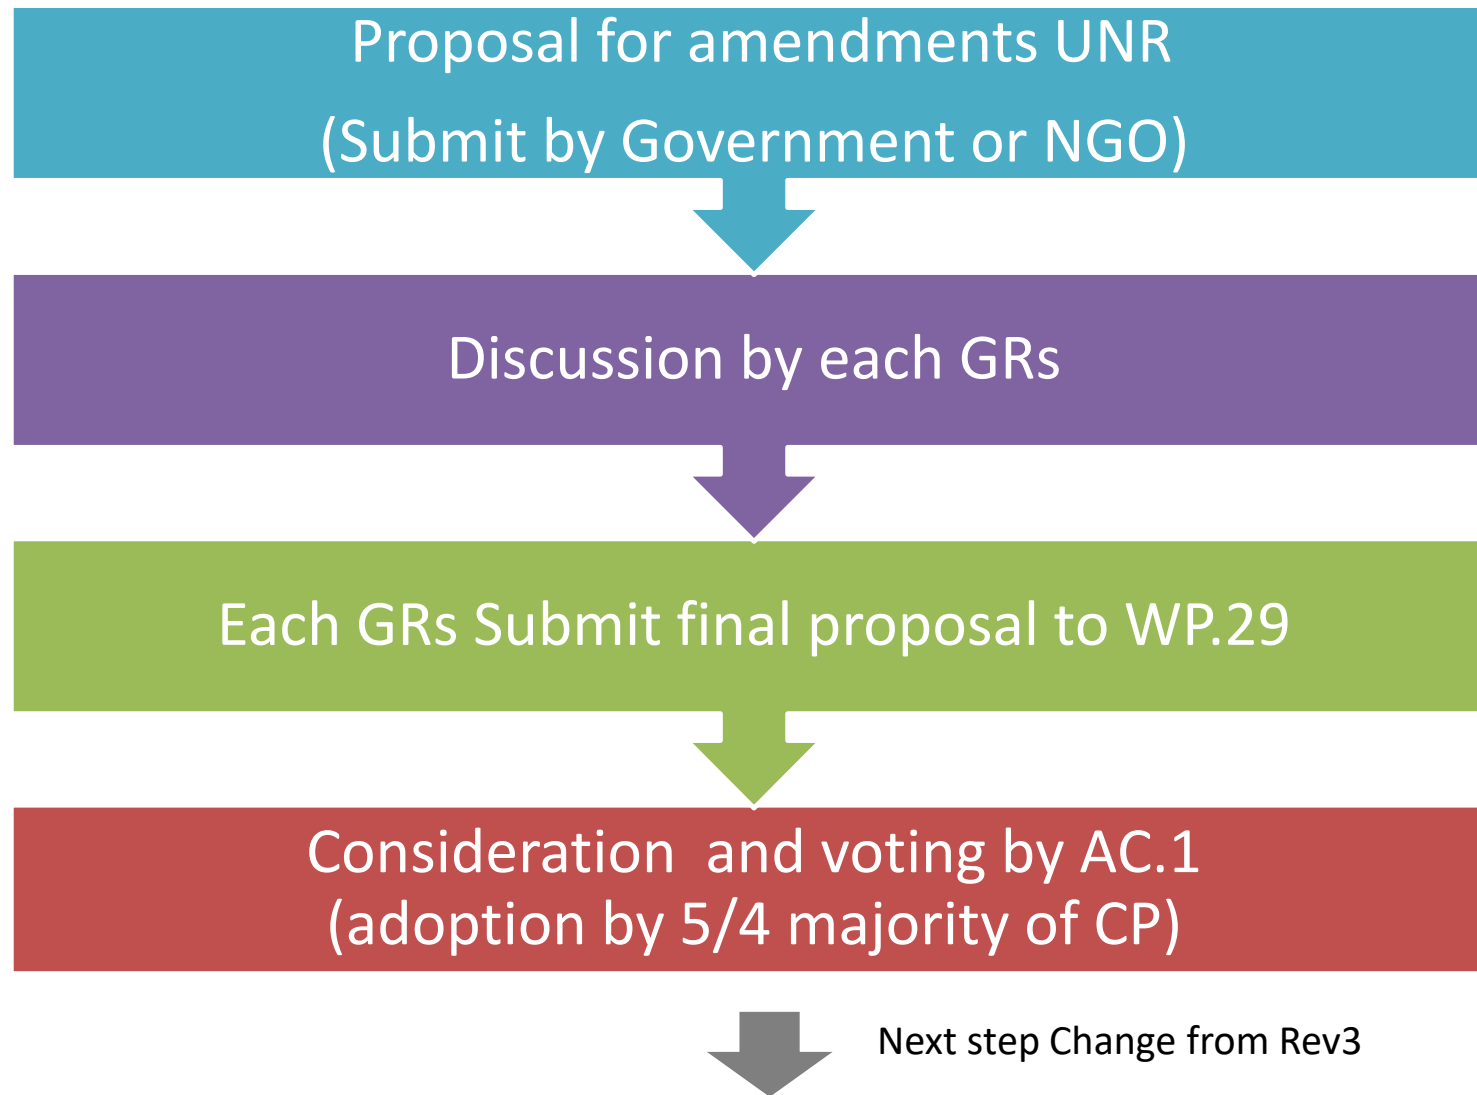 Proposal for amendments UNR
(Submit by Government or NGO)
Discussion by each GRs
Each GRs Submit final proposal to WP.29
Consideration  and voting by AC.1
(adoption by 5/4 majority of CP)
Next step Change from Rev3